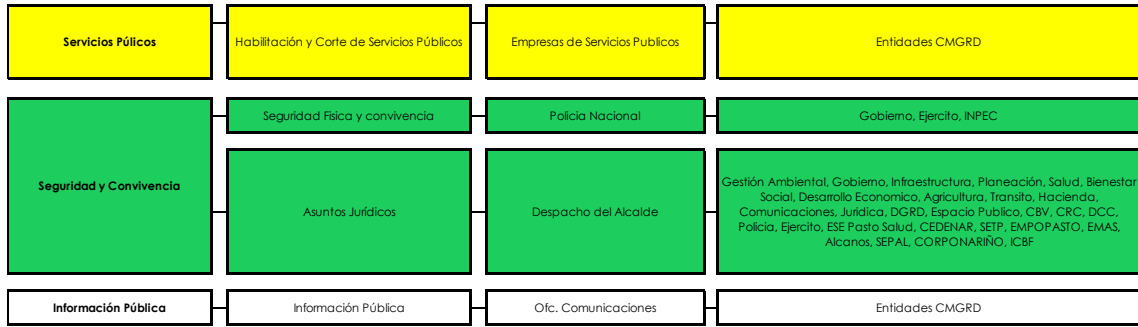 Servicios Púlicos
Habilitación y Corte de Servicios Públicos
Empresas de Servicios Publicos
Entidades CMGRD
Seguridad y Convivencia
Seguridad Fisica y convivencia
Policia Nacional
Gobierno, Ejercito, INPEC
Asuntos Jurídicos
Despacho del Alcalde
Gestión Ambiental, Gobierno, Infraestructura, Planeación, Salud, Bienestar
Social, Desarrollo Economico, Agricultura, Transito, Hacienda,
Comunicaciones, Juridica, DGRD, Espacio Publico, CBV, CRC, DCC,
Policia, Ejercito, ESE Pasto Salud, CEDENAR, SETP, EMPOPASTO, EMAS,
Alcanos, SEPAL, CORPONARIÑO, ICBF
Información Pública
Información Pública
Ofc. Comunicaciones
Entidades CMGRD